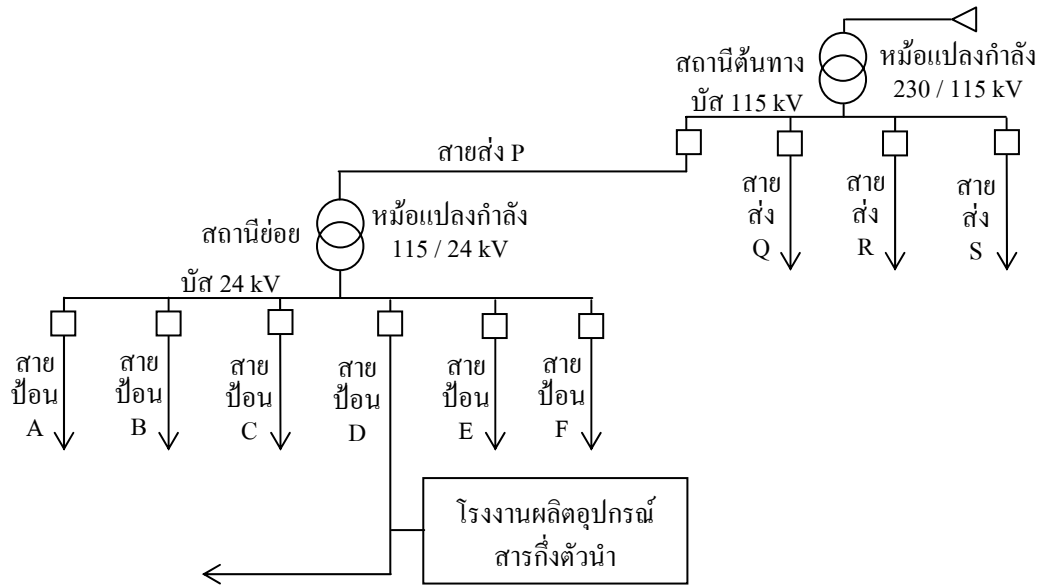 สถานีต้นทาง
หม้อแปลงกำลัง
230 / 115 kV
บัส 115 kV
สายส่ง P
สาย
ส่ง
Q
สาย
ส่ง
R
สาย
ส่ง
S
สถานีย่อย
หม้อแปลงกำลัง
115 / 24 kV
บัส 24 kV
สาย
ป้อน
A
สาย
ป้อน
B
สาย
ป้อน
C
สาย
ป้อน
D
สาย
ป้อน
E
สาย
ป้อน
F
โรงงานผลิตอุปกรณ์
สารกึ่งตัวนำ